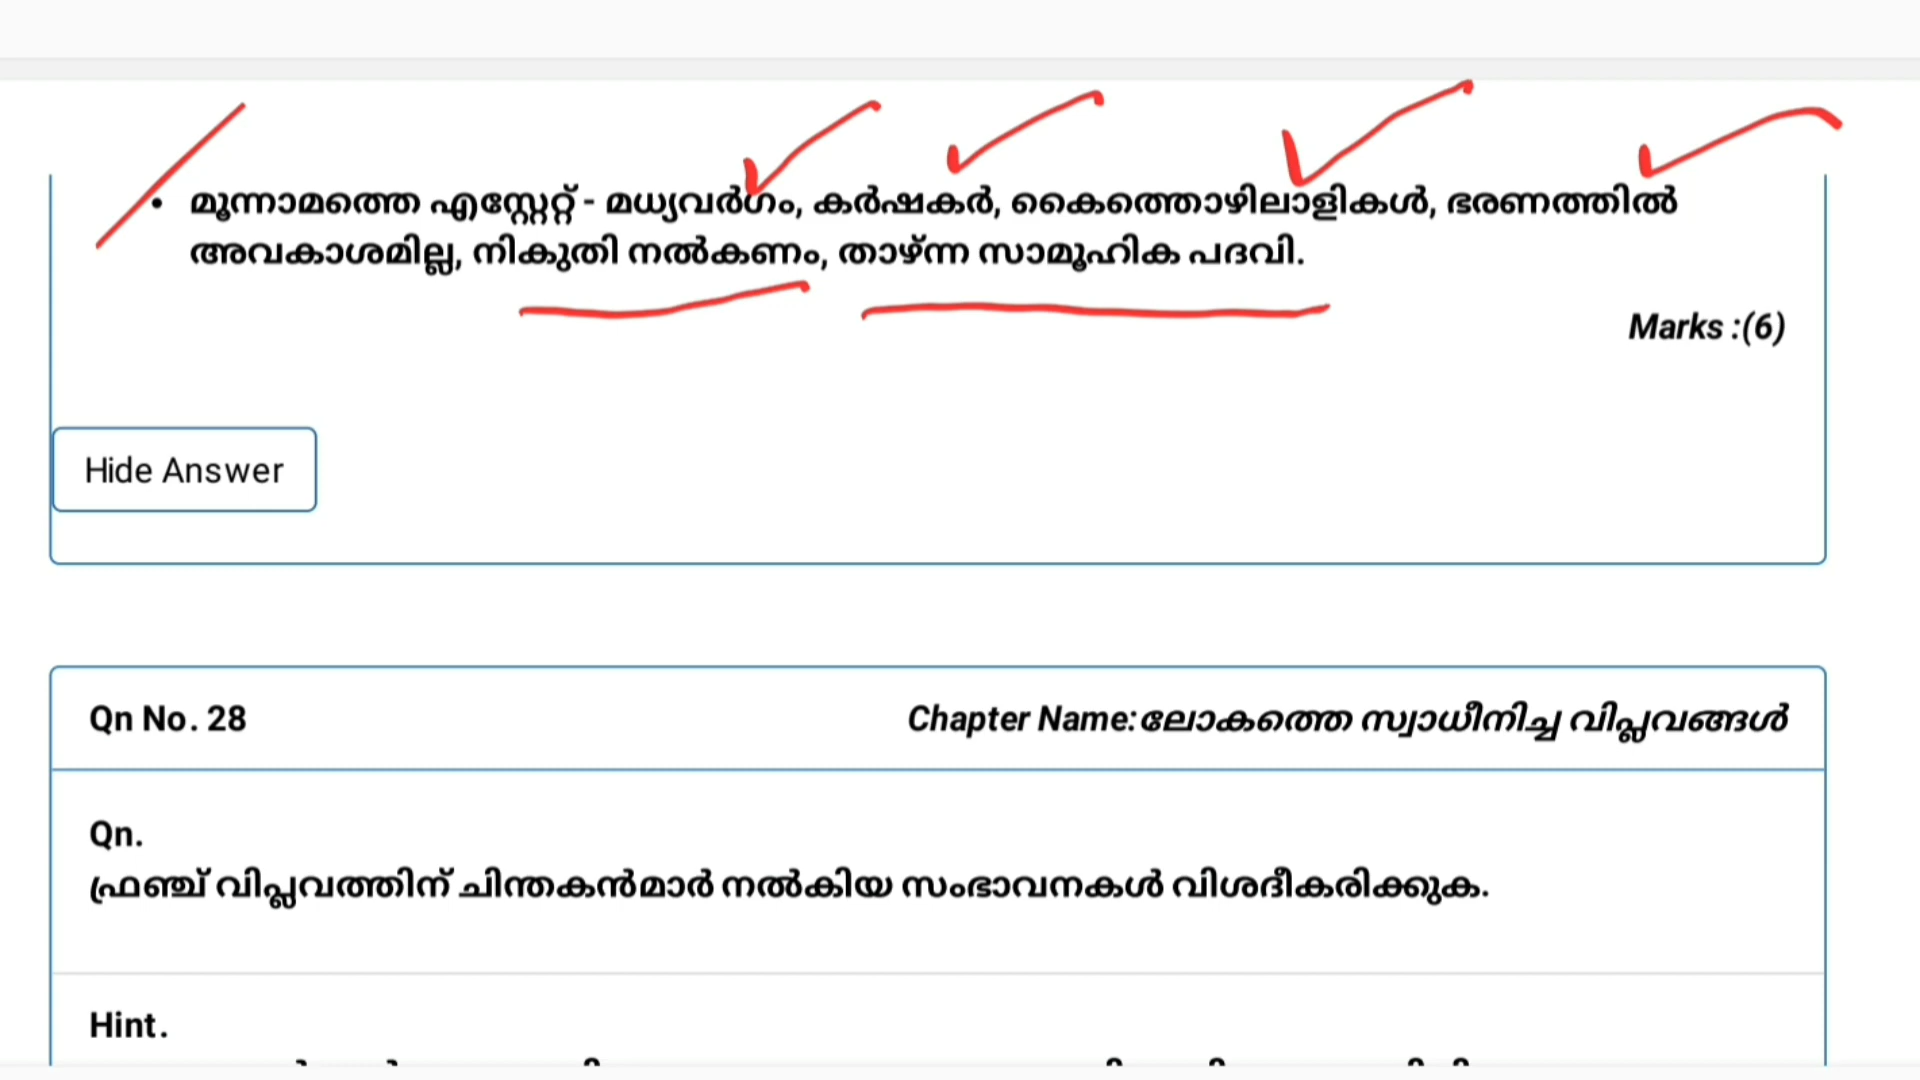 • മൂന്നാമത്തെ എസ്റ്റേറ്റ് - മധ്യവർഗം, കർഷകർ, കൈത്തൊഴിലാളികൾ, ഭരണത്തിൽ
അവകാശമില്ല, നികുതി നൽകണം, താഴ്ന്ന സാമൂഹിക പദവി.
Marks :(6)
Hide Answer
Qn No. 28 Chapter Name:ലോകത്തെ സ്വാധീനിച്ച വിപ്ലവങ്ങൾ
Qn.
ഫ്രഞ്ച് വിപ്ലവത്തിന് ചിന്തകൻമാർ നൽകിയ സംഭാവനകൾ വിശദീകരിക്കുക.
Hint.